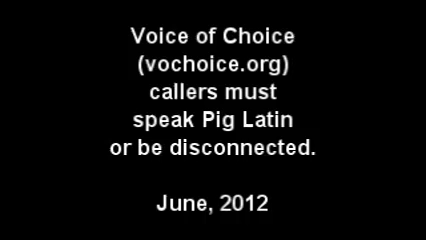 Voice of Choice
(vochoice.org)
callers must
speak Pig Latin
or be disconnected.
June, 2012